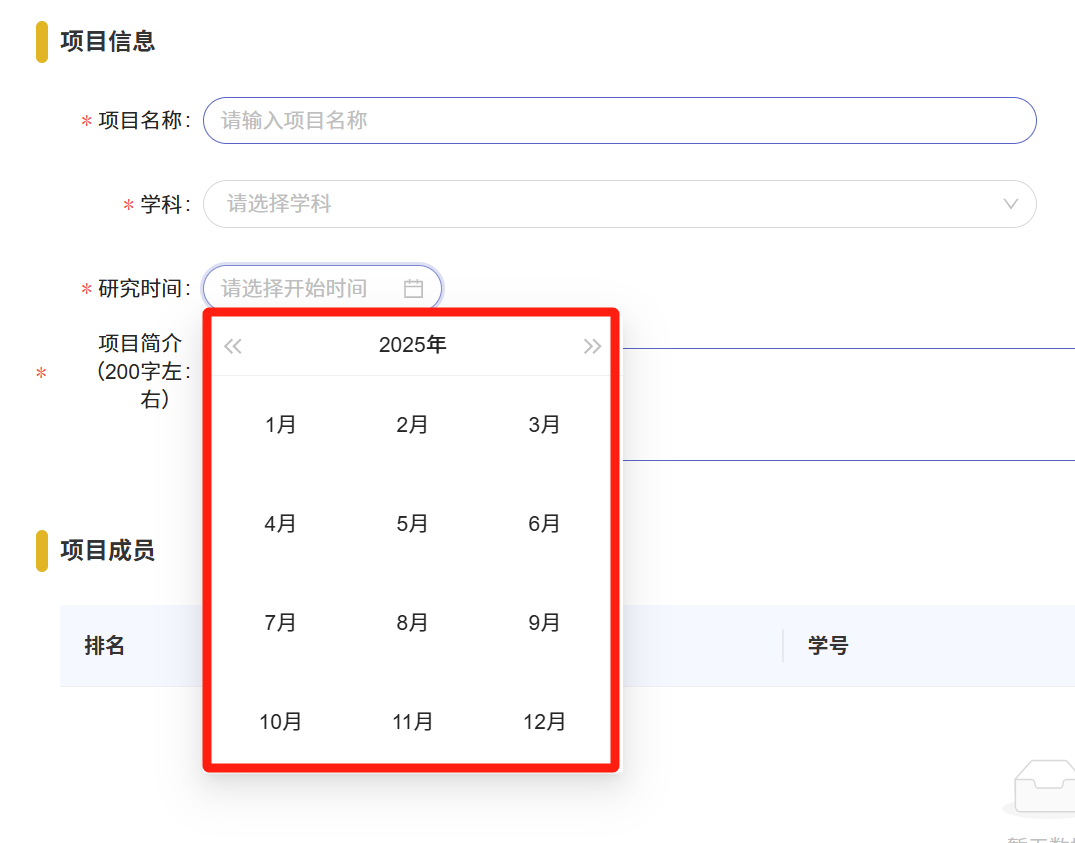 项目信息
* 项目名称：
请输入项目名称
* 学科：
请选择学科
* 研究时间：
请选择开始时间
* 项目简介
（200字左：
右）
2025年
1月 2月 3月
4月 5月 6月
7月 8月 9月
10月 11月 12月
项目成员
排名 学号